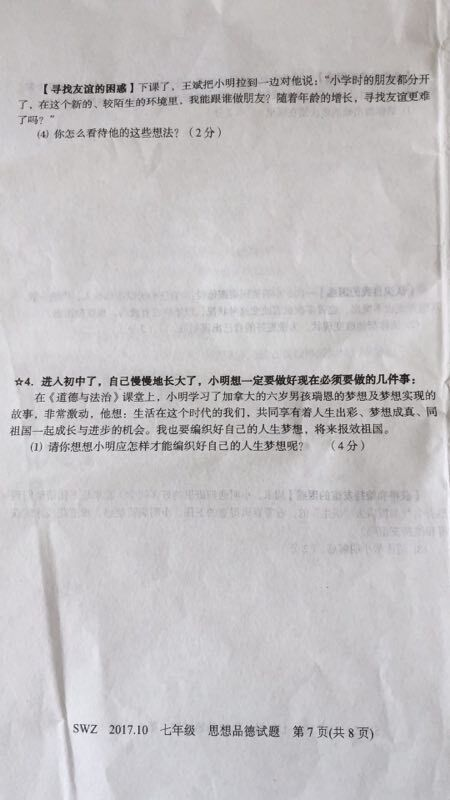 【寻找友谊的困惑】下课了，王斌把小明拉到一边对他说：“小学时的朋友都分开
了，在这个新的、较陌生的环境里，我能跟谁做朋友？随着年龄的增长，寻找友谊更难
了吗？”
⑷ 你怎么看待他的这些想法？（2分）
☆4．进入初中了，自己慢慢地长大了，小明想一定要做好现在必须要做的几件事：
在《道德与法治》课堂上，小明学习了加拿大的六岁男孩瑞恩的梦想及梦想实现的
故事，非常激动，他想：生活在这个时代的我们，共同享有着人生出彩、梦想成真、同
祖国一起成长与进步的机会。我也要编织好自己的人生梦想，将来报效祖国。
⑴ 请你想想小明应怎样才能编织好自己的人生梦想呢？ （4分）
SWZ 2017.10 七年级 思想品德试题 第7页(共8页)